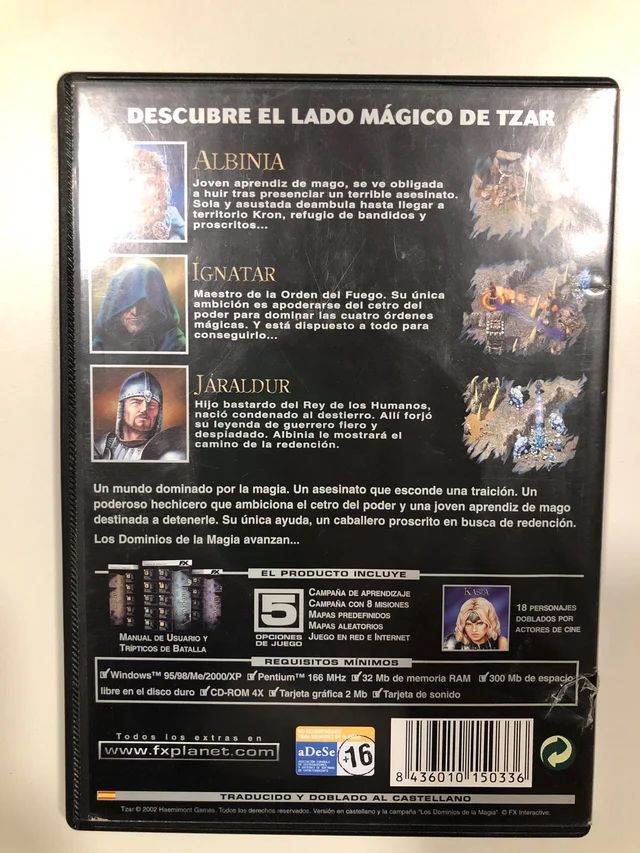 DESCUBRE EL LADO MÁGICO DE TZAR
ALBINIA
Joven aprendiz de mago, se ve obligada
a huir tras presenciar un terrible asesinato.
Sola y asustada deambula hasta llegar a
territorio Kron, refugio de bandidos y
proscritos...
IGNATAR
Maestro de la Orden del Fuego. Su única
ambición es apoderarse del cetro del
poder para dominar las cuatro órdenes
mágicas. Y está dispuesto a todo para
conseguirlo...
JARALDUR
Hijo bastardo del Rey de los Humanos,
nació condenado al destierro. Allí forjó
su leyenda de guerrero fiero y
despiadado. Albinia le mostrará el
camino de la redención.
Un mundo dominado por la magia. Un asesinato que esconde una traición. Un
poderoso hechicero que ambiciona el cetro del poder y una joven aprendiz de mago
destinada a detenerle. Su única ayuda, un caballero proscrito en busca de redención.
Los Dominios de la Magia avanzan...
EL PRODUCTO INCLUYE
FX
MANUAL DE USUARIO Y
TRÍPTICOS DE BATALLA
5
OPCIONES
DE JUEGO
CAMPAÑA DE APRENDIZAJE
CAMPAÑA CON 8 MISIONES
MAPAS PREDEFINIDOS
MAPAS ALEATORIOS
JUEGO EN RED E INTERNET
KASIA
18 PERSONAJES
DOBLADOS POR
ACTORES DE CINE
REQUISITOS MÍNIMOS
Windows™ 95/98/Me/2000/XP Pentium™ 166 MHz 32 Mb de memoria RAM 300 Mb de espacio
libre en el disco duro CD-ROM 4X Tarjeta gráfica 2 Mb Tarjeta de sonido
Todos los extras en
www.fxplanet.com
aDeSe
+16
8 436010 150336
TRADUCIDO Y DOBLADO AL CASTELLANO
Tzar © 2002 Haemimont Games. Todos los derechos reservados. Versión en castellano y la campaña "Los Dominios de la Magia" © FX Interactive.